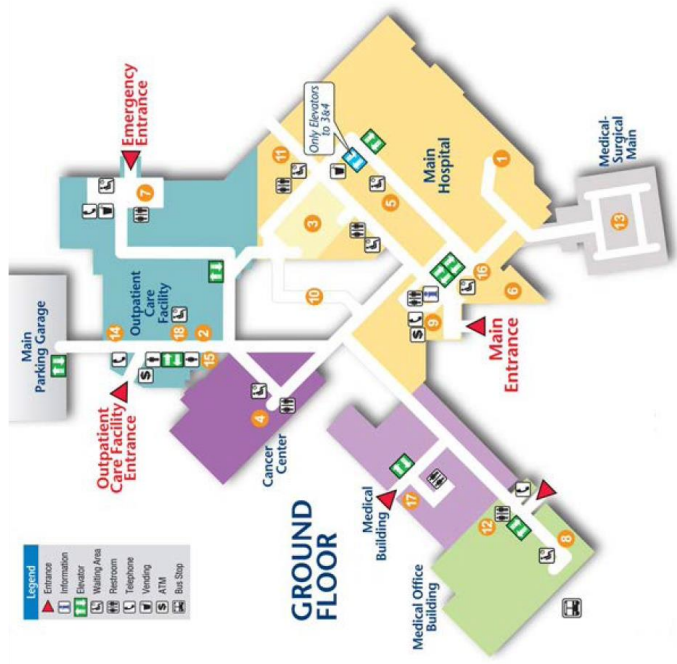 GROUND
FLOOR
Legend
Entrance
Information
Elevator
Waiting Area
Restroom
Telephone
Vending
ATM
Bus Stop
Main
Parking Garage
Emergency
Entrance
Outpatient
Care Facility
Entrance
Outpatient
Care
Facility
Cancer
Center
Only Elevators
to 3&4
Main
Hospital
Medical-
Surgical
Main
Main
Entrance
Medical
Building
Medical Office
Building
1
2
3
4
5
6
7
8
9
10
11
12
13
14
15
16
17
18
$
$
$
i
i